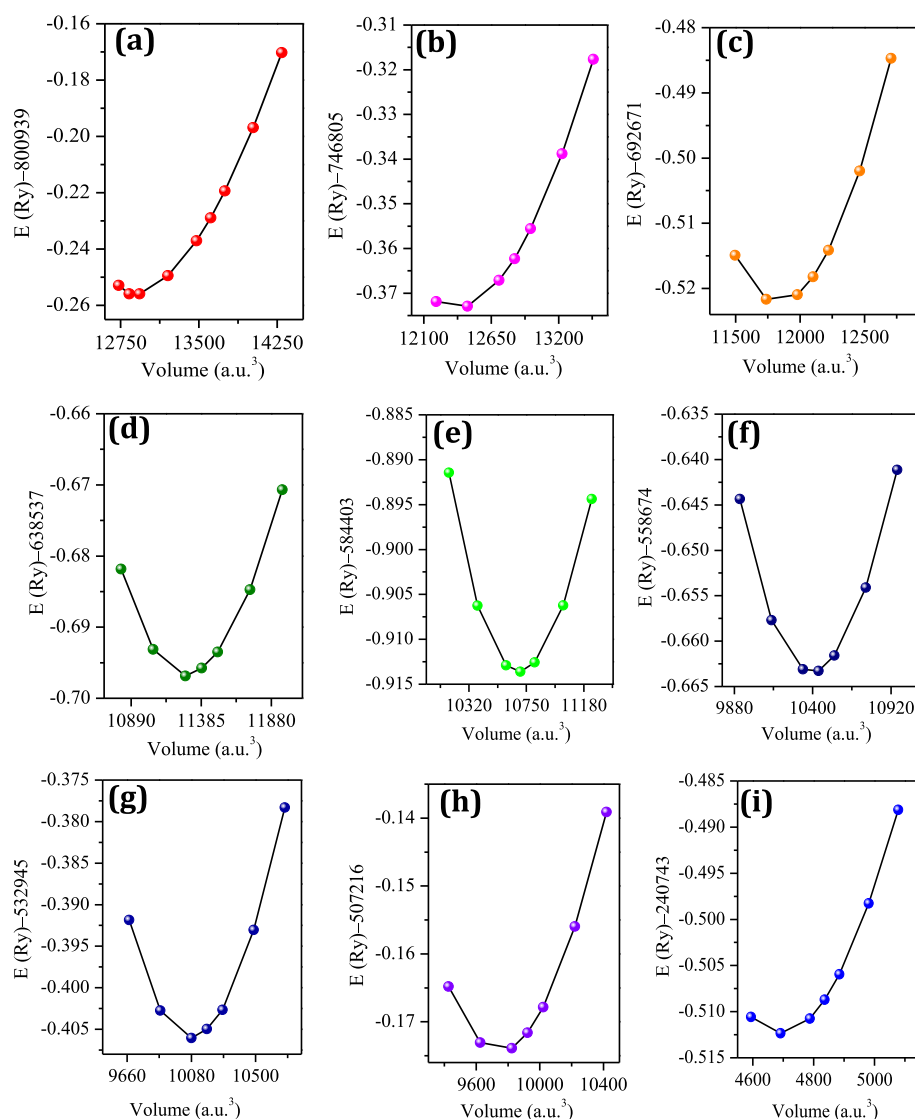 (a)
E (Ry)–800939
-0.16
-0.18
-0.20
-0.22
-0.24
-0.26
12750 13500 14250
Volume (a.u.³)
(b)
E (Ry)–746805
-0.31
-0.32
-0.34
-0.35
-0.36
-0.37
12100 12650 13200
Volume (a.u.³)
(c)
E (Ry)–692671
-0.48
-0.49
-0.50
-0.51
-0.52
11500 12000 12500
Volume (a.u.³)
(d)
E (Ry)–638537
-0.66
-0.67
-0.68
-0.69
-0.70
10890 11385 11880
Volume (a.u.³)
(e)
E (Ry)–584403
-0.885
-0.890
-0.895
-0.900
-0.905
-0.910
-0.915
10320 10750 11180
Volume (a.u.³)
(f)
E (Ry)–558674
-0.635
-0.640
-0.645
-0.650
-0.655
-0.660
-0.665
9880 10400 10920
Volume (a.u.³)
(g)
E (Ry)–532945
-0.375
-0.380
-0.385
-0.390
-0.395
-0.400
-0.405
9660 10080 10500
Volume (a.u.³)
(h)
E (Ry)–507216
-0.14
-0.15
-0.16
-0.17
9600 10000 10400
Volume (a.u.³)
(i)
E (Ry)–240743
-0.485
-0.490
-0.495
-0.500
-0.505
-0.510
-0.515
4600 4800 5000
Volume (a.u.³)